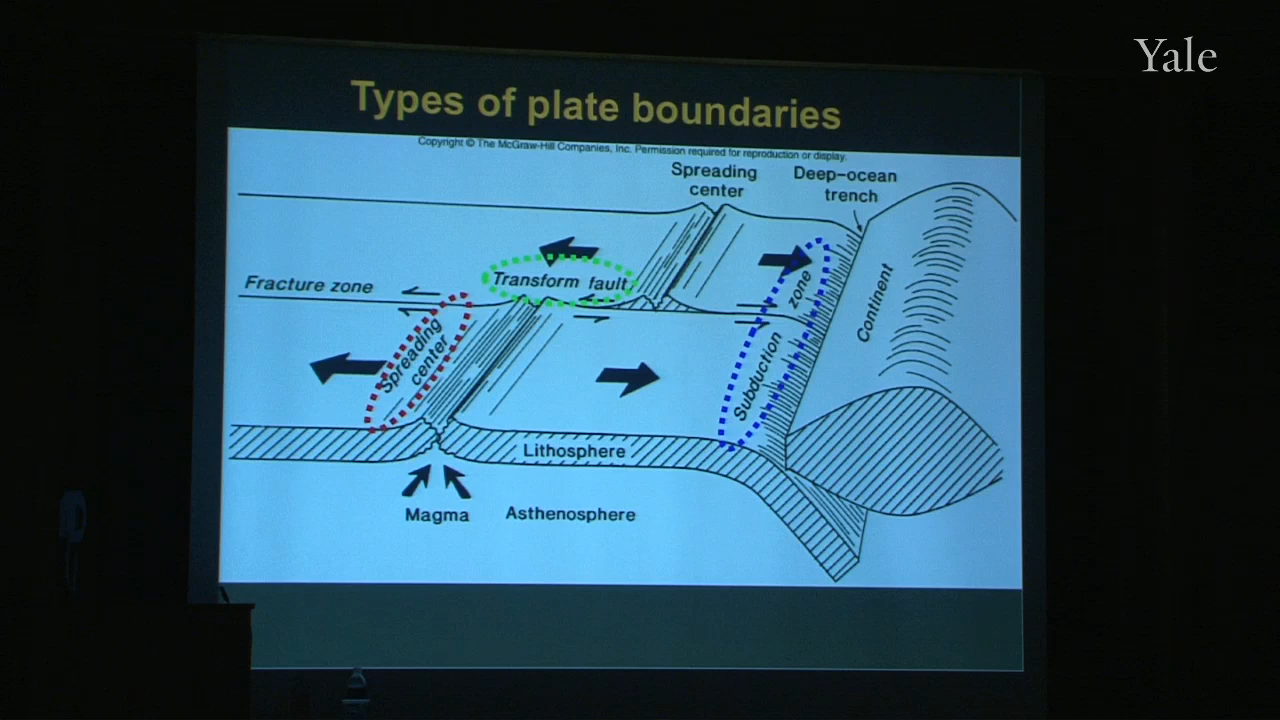 Yale
Types of plate boundaries
Copyright © The McGraw-Hill Companies, Inc. Permission required for reproduction or display.
Spreading
center
Deep-ocean
trench
Transform fault
Fracture zone
zone
Continent
Spreading
center
Subduction
Lithosphere
Magma
Asthenosphere